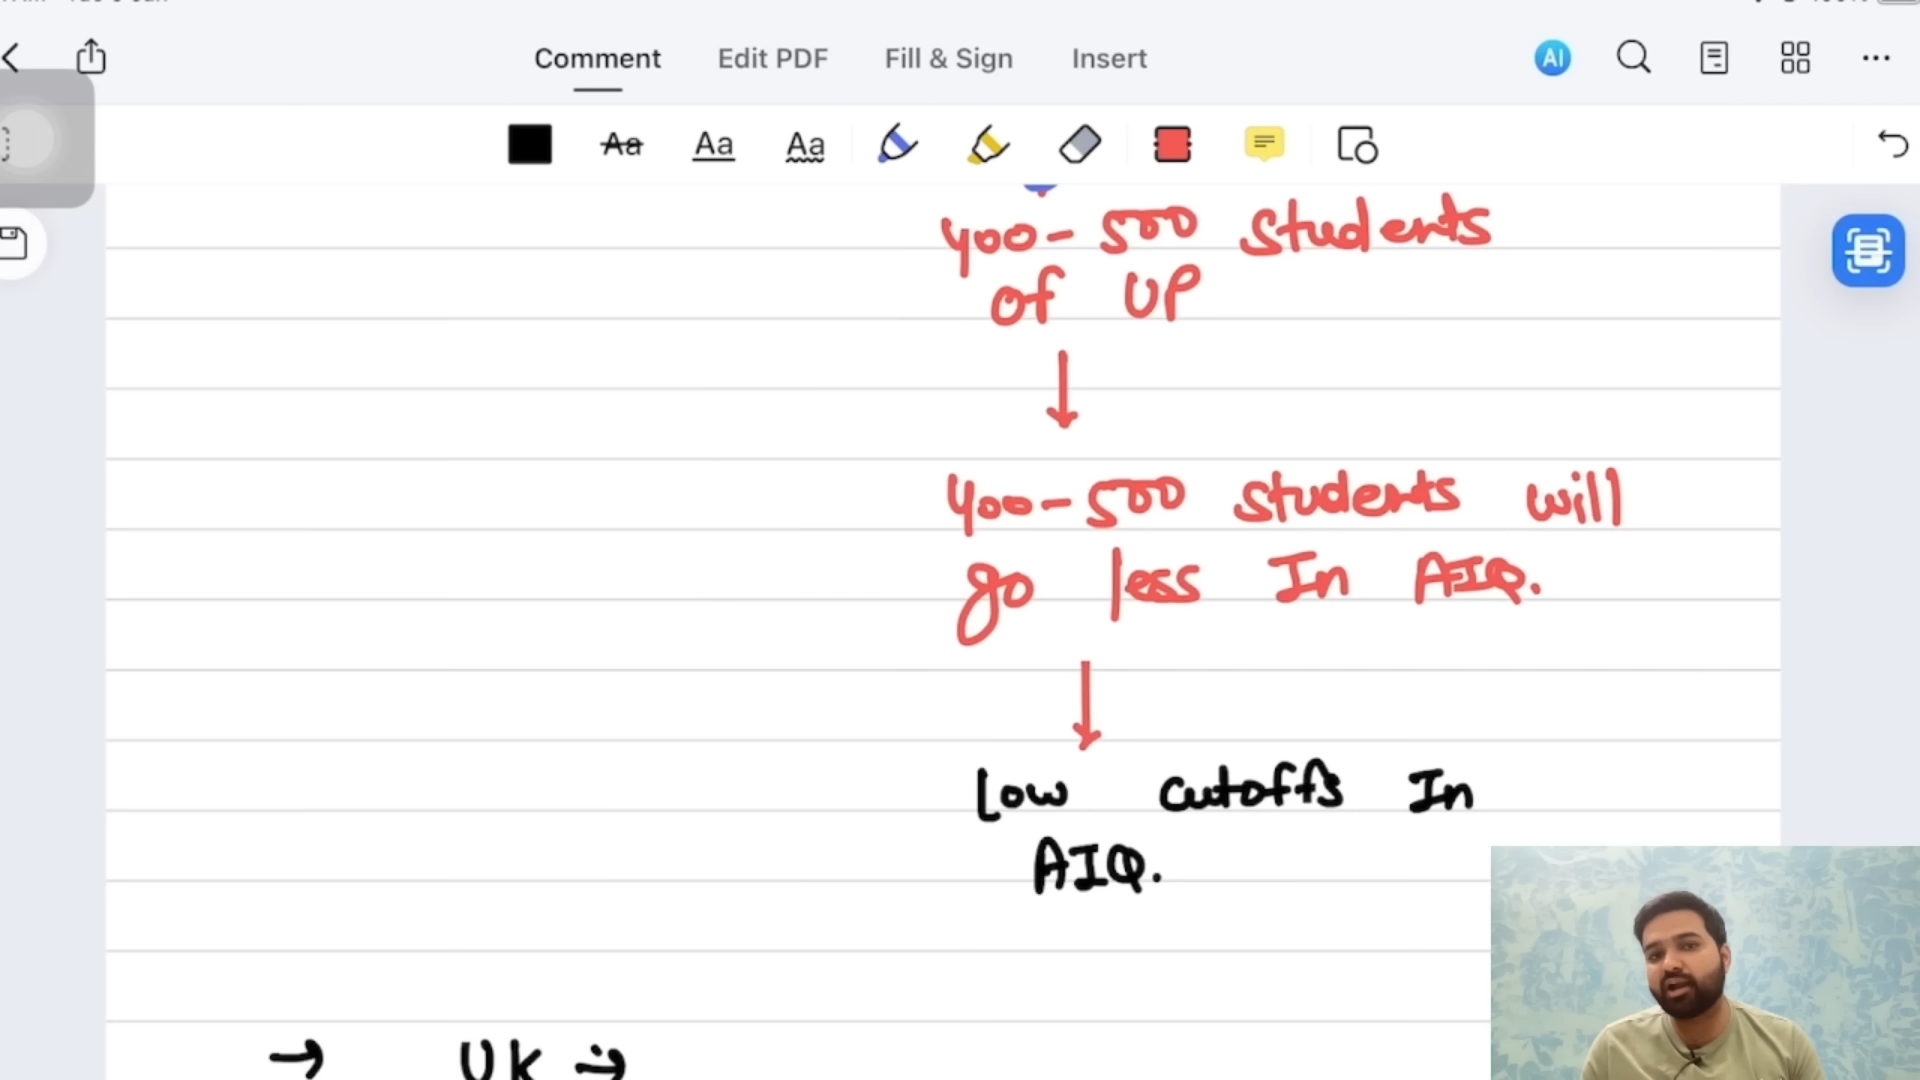 Comment Edit PDF Fill & Sign Insert AI
Aa Aa Aa
400-500 students
of UP
↓
400-500 students will
go less In AIQ.
↓
Low cutoffs In
AIQ.
→ UK ->